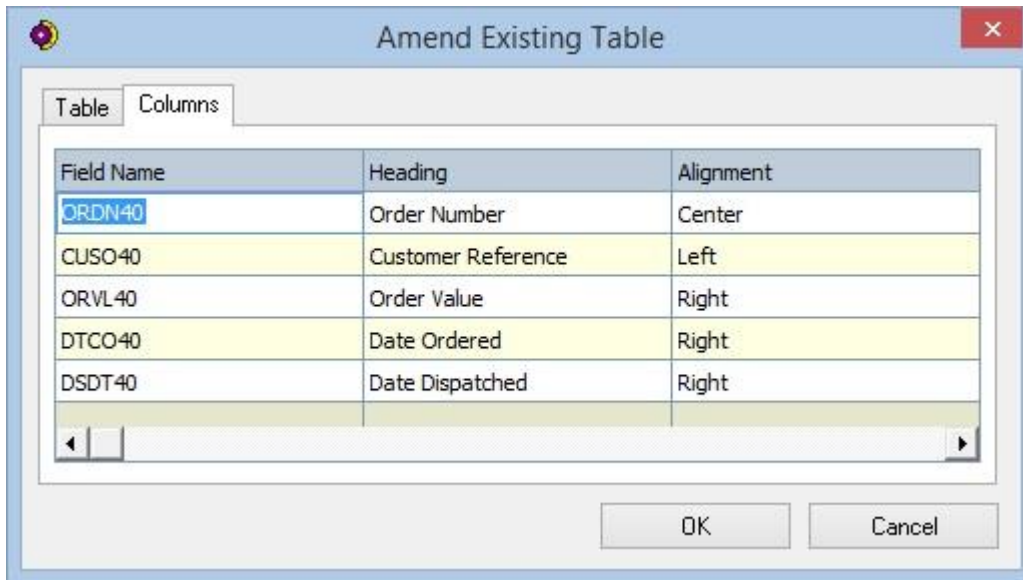 Amend Existing Table
Table Columns
Field Name Heading Alignment
ORDN40 Order Number Center
CUSO40 Customer Reference Left
ORVL40 Order Value Right
DTCO40 Date Ordered Right
DSDT40 Date Dispatched Right
OK Cancel